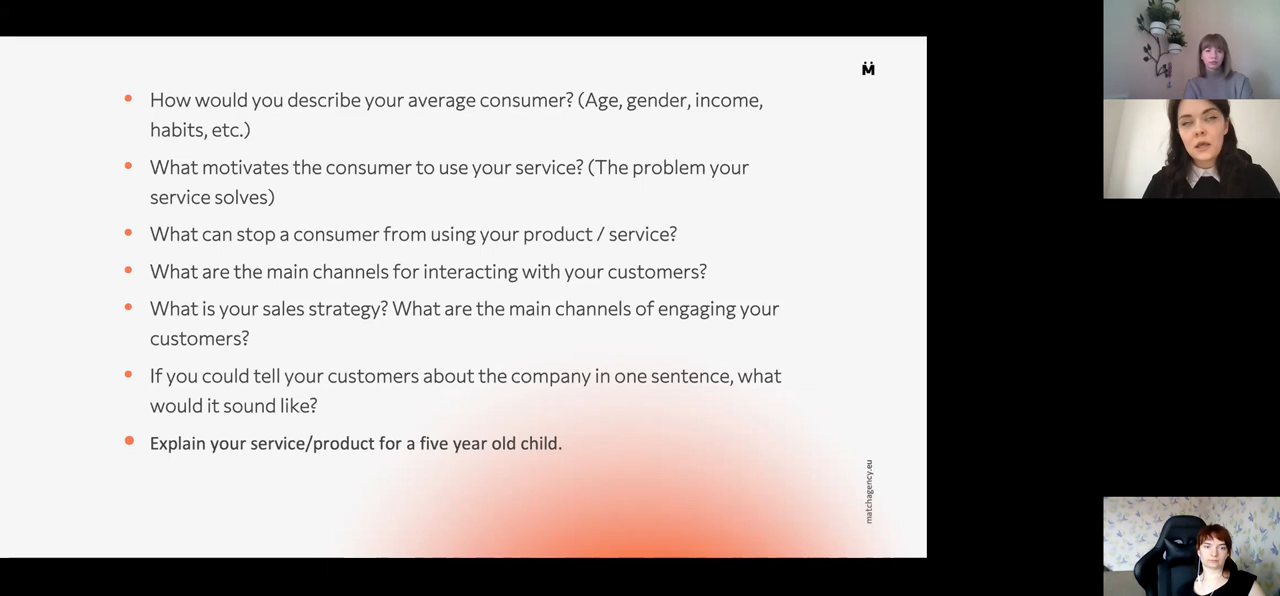 M̈
How would you describe your average consumer? (Age, gender, income,
habits, etc.)
What motivates the consumer to use your service? (The problem your
service solves)
What can stop a consumer from using your product / service?
What are the main channels for interacting with your customers?
What is your sales strategy? What are the main channels of engaging your
customers?
If you could tell your customers about the company in one sentence, what
would it sound like?
Explain your service/product for a five year old child.
matchagency.eu